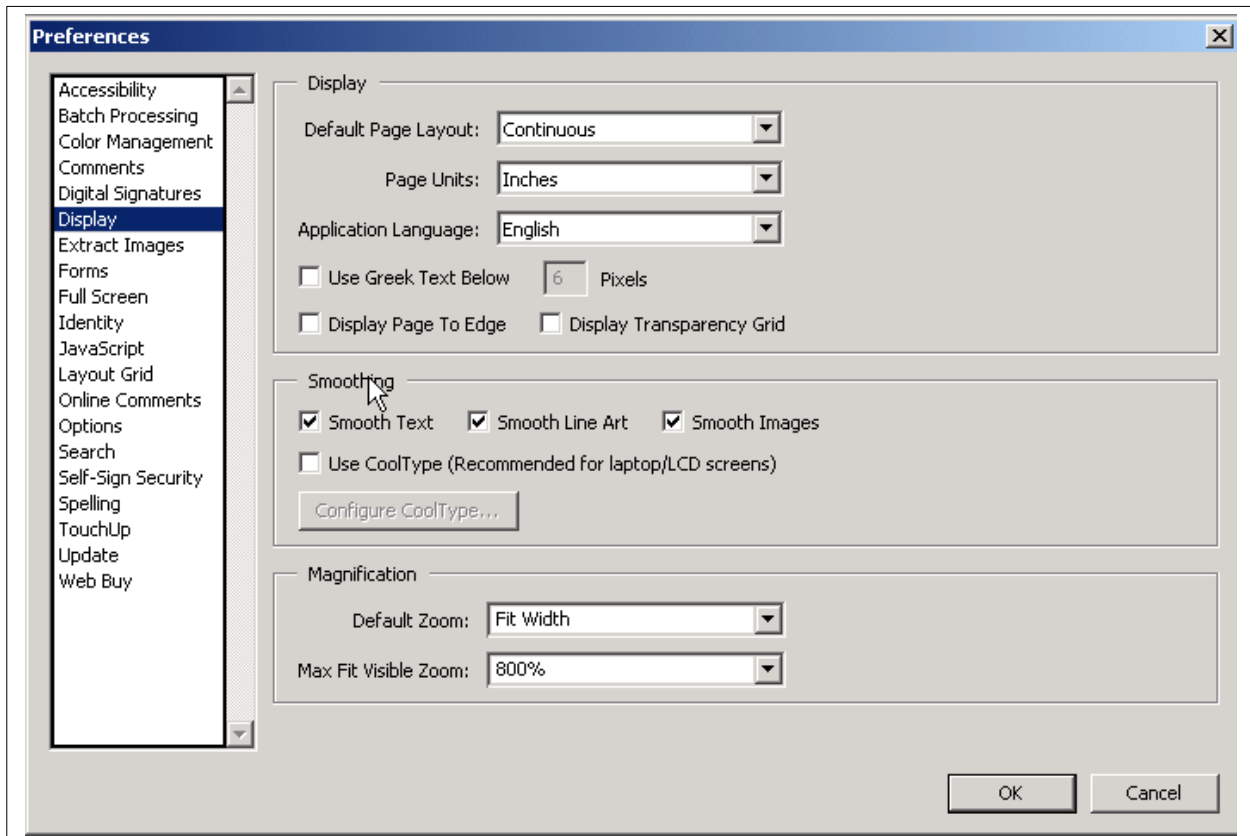 Preferences
Accessibility
Batch Processing
Color Management
Comments
Digital Signatures
Display
Extract Images
Forms
Full Screen
Identity
JavaScript
Layout Grid
Online Comments
Options
Search
Self-Sign Security
Spelling
TouchUp
Update
Web Buy
Display
Default Page Layout: Continuous
Page Units: Inches
Application Language: English
Use Greek Text Below 6 Pixels
Display Page To Edge Display Transparency Grid
Smoothing
Smooth Text Smooth Line Art Smooth Images
Use CoolType (Recommended for laptop/LCD screens)
Configure CoolType...
Magnification
Default Zoom: Fit Width
Max Fit Visible Zoom: 800%
OK Cancel